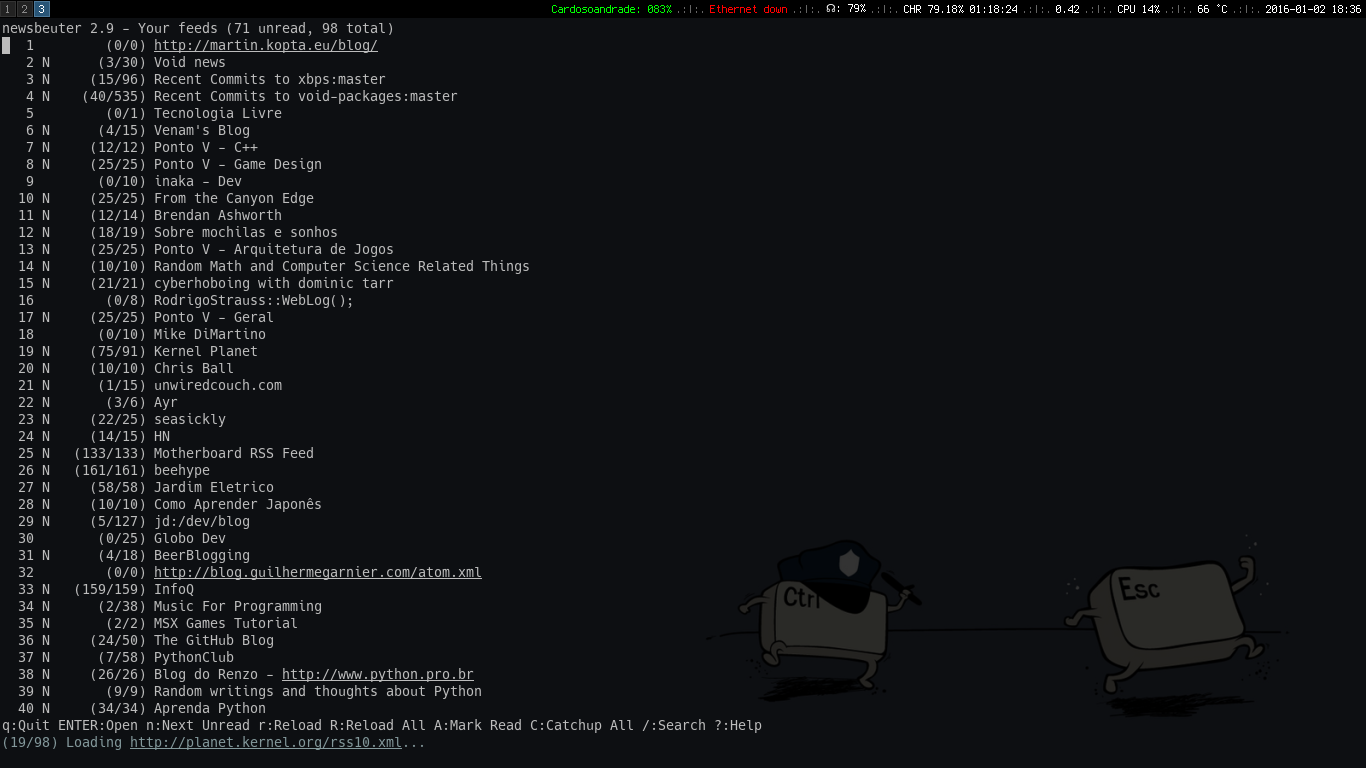 1 2 3 Cardosoandrade: 083% .:|:. Ethernet down .:|:. ☊: 79% .:|:. CHR 79.18% 01:18:24 .:|:. 0.42 .:|:. CPU 14% .:|:. 66 °C .:|:. 2016-01-02 18:36
newsbeuter 2.9 - Your feeds (71 unread, 98 total)
1 (0/0) http://martin.kopta.eu/blog/
2 N (3/30) Void news
3 N (15/96) Recent Commits to xbps:master
4 N (40/535) Recent Commits to void-packages:master
5 (0/1) Tecnologia Livre
6 N (4/15) Venam's Blog
7 N (12/12) Ponto V - C++
8 N (25/25) Ponto V - Game Design
9 (0/10) inaka - Dev
10 N (25/25) From the Canyon Edge
11 N (12/14) Brendan Ashworth
12 N (18/19) Sobre mochilas e sonhos
13 N (25/25) Ponto V - Arquitetura de Jogos
14 N (10/10) Random Math and Computer Science Related Things
15 N (21/21) cyberhoboing with dominic tarr
16 (0/8) RodrigoStrauss::WebLog();
17 N (25/25) Ponto V - Geral
18 (0/10) Mike DiMartino
19 N (75/91) Kernel Planet
20 N (10/10) Chris Ball
21 N (1/15) unwiredcouch.com
22 N (3/6) Ayr
23 N (22/25) seasickly
24 N (14/15) HN
25 N (133/133) Motherboard RSS Feed
26 N (161/161) beehype
27 N (58/58) Jardim Eletrico
28 N (10/10) Como Aprender Japonês
29 N (5/127) jd:/dev/blog
30 (0/25) Globo Dev
31 N (4/18) BeerBlogging
32 (0/0) http://blog.guilhermegarnier.com/atom.xml
33 N (159/159) InfoQ
34 N (2/38) Music For Programming
35 N (2/2) MSX Games Tutorial
36 N (24/50) The GitHub Blog
37 N (7/58) PythonClub
38 N (26/26) Blog do Renzo - http://www.python.pro.br
39 N (9/9) Random writings and thoughts about Python
40 N (34/34) Aprenda Python
Ctrl
Esc
q:Quit ENTER:Open n:Next Unread r:Reload R:Reload All A:Mark Read C:Catchup All /:Search ?:Help
(19/98) Loading http://planet.kernel.org/rss10.xml...